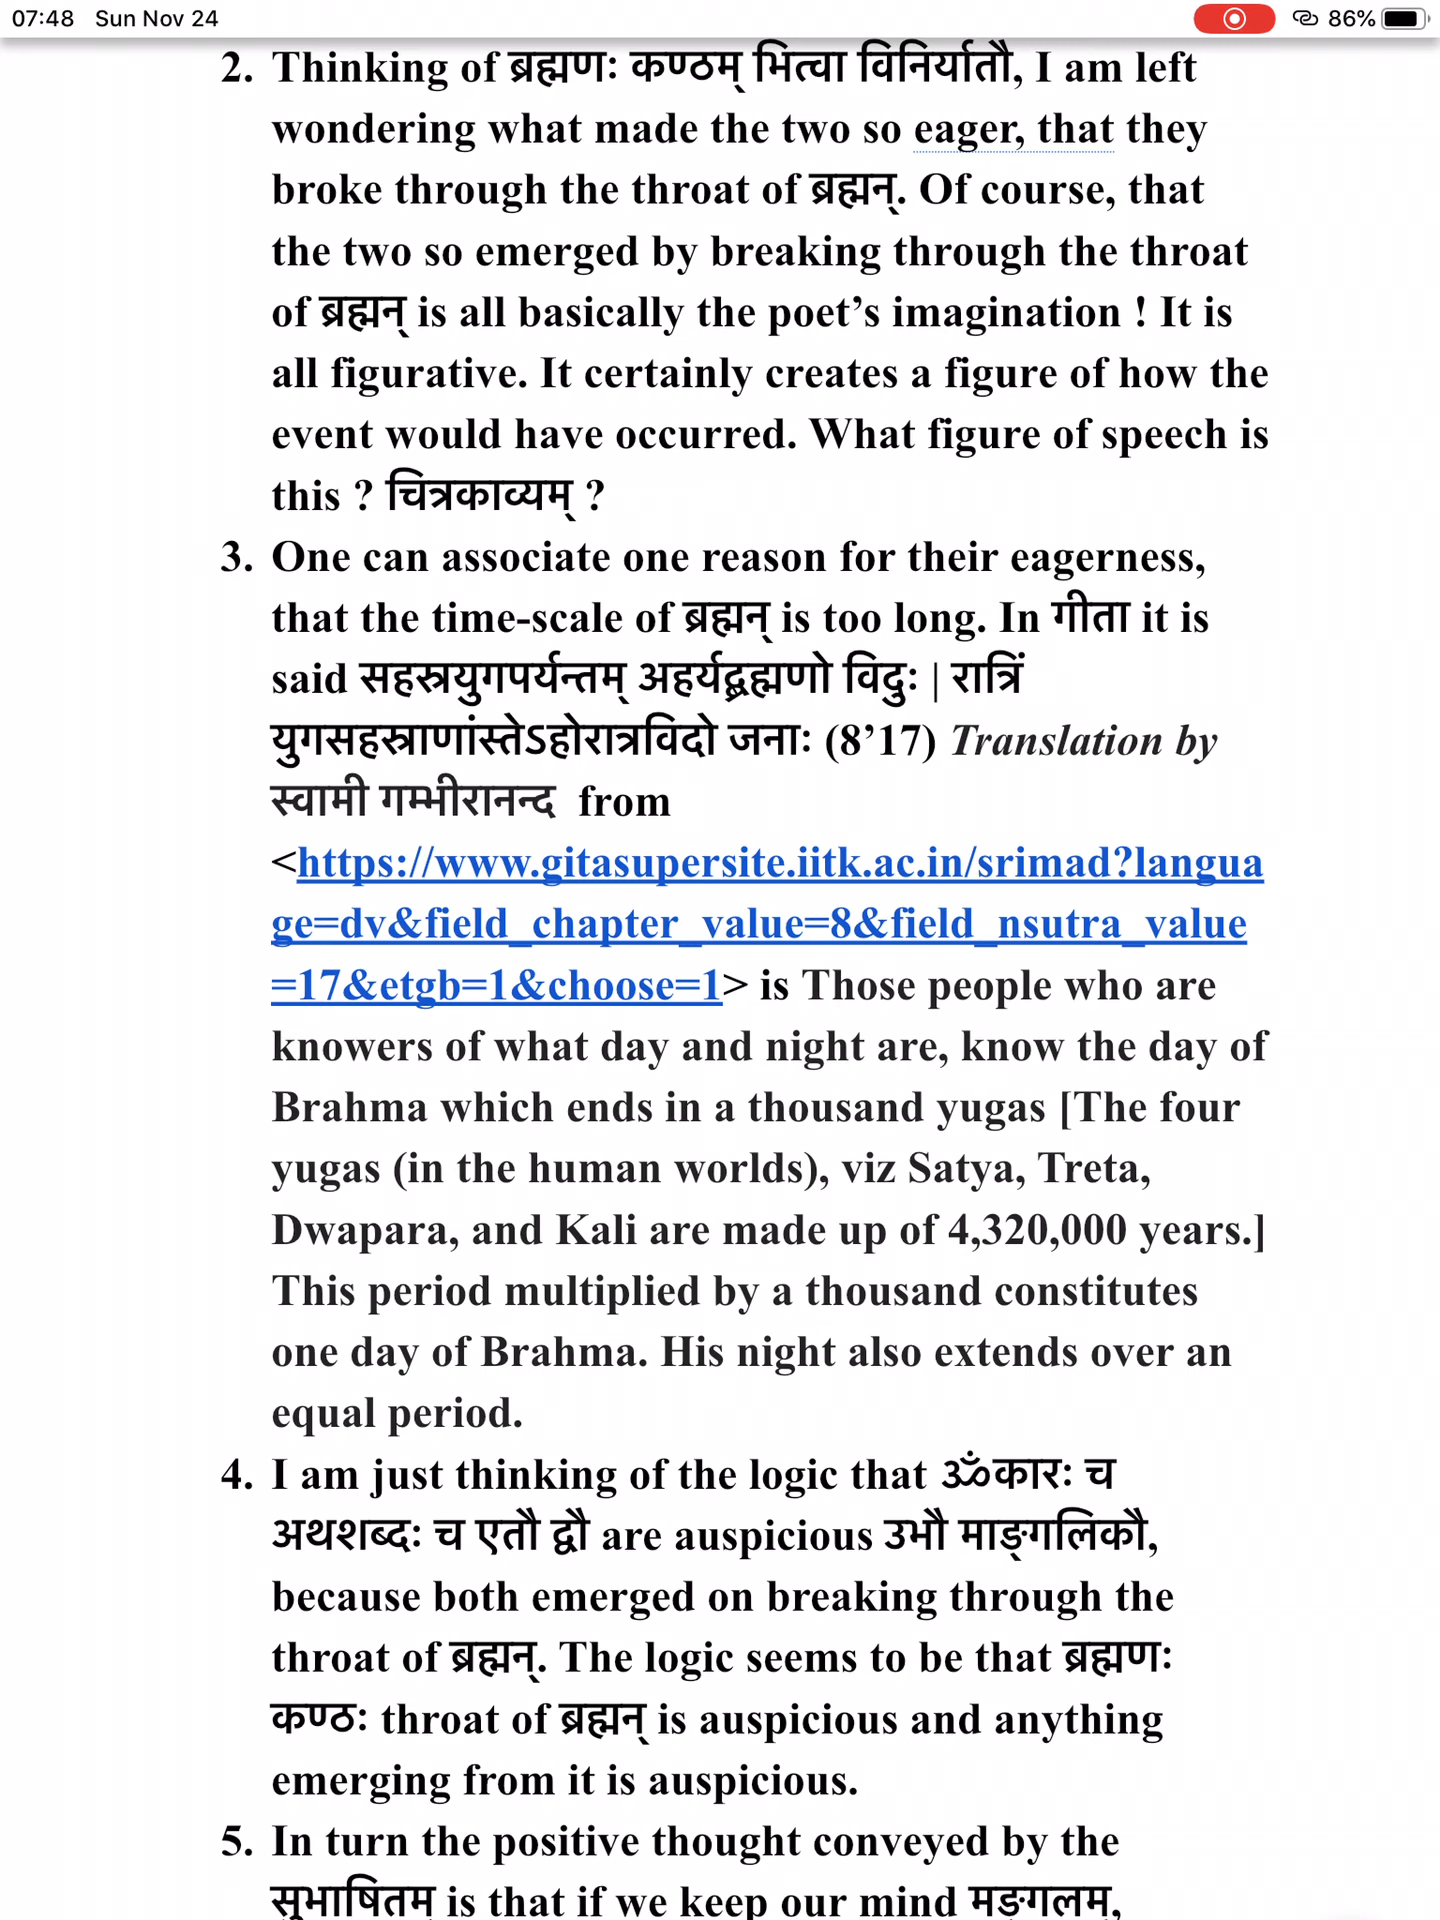 07:48 Sun Nov 24
86%
2. Thinking of ब्रह्मणः कण्ठम् भित्वा विनिर्यातौ, I am left
wondering what made the two so eager, that they
broke through the throat of ब्रह्मन्. Of course, that
the two so emerged by breaking through the throat
of ब्रह्मन् is all basically the poet’s imagination ! It is
all figurative. It certainly creates a figure of how the
event would have occurred. What figure of speech is
this ? चित्रकाव्यम् ?
3. One can associate one reason for their eagerness,
that the time-scale of ब्रह्मन् is too long. In गीता it is
said सहस्रयुगपर्यन्तम् अहर्यद्ब्रह्मणो विदुः | रात्रिं
युगसहस्राणांस्तेऽहोरात्रविदो जनाः (8’17) Translation by
स्वामी गम्भीरानन्द from
<https://www.gitasupersite.iitk.ac.in/srimad?langua
ge=dv&field_chapter_value=8&field_nsutra_value
=17&etgb=1&choose=1> is Those people who are
knowers of what day and night are, know the day of
Brahma which ends in a thousand yugas [The four
yugas (in the human worlds), viz Satya, Treta,
Dwapara, and Kali are made up of 4,320,000 years.]
This period multiplied by a thousand constitutes
one day of Brahma. His night also extends over an
equal period.
4. I am just thinking of the logic that ॐकारः च
अथशब्दः च एतौ द्वौ are auspicious उभौ माङ्गलिकौ,
because both emerged on breaking through the
throat of ब्रह्मन्. The logic seems to be that ब्रह्मणः
कण्ठः throat of ब्रह्मन् is auspicious and anything
emerging from it is auspicious.
5. In turn the positive thought conveyed by the
सुभाषितम् is that if we keep our mind मङ्गलम्,